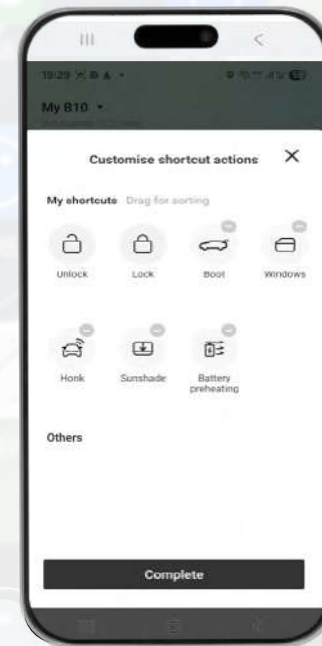 19:29
My B10
Customise shortcut actions
My shortcuts Drag for sorting
Unlock Lock Boot Windows
Honk Sunshade Battery preheating
Others
Complete